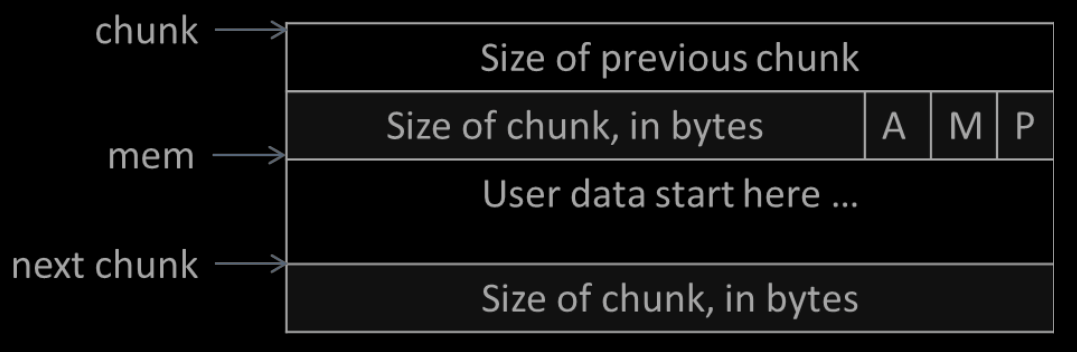 chunk
Size of previous chunk
Size of chunk, in bytes A M P
mem
User data start here ...
next chunk
Size of chunk, in bytes